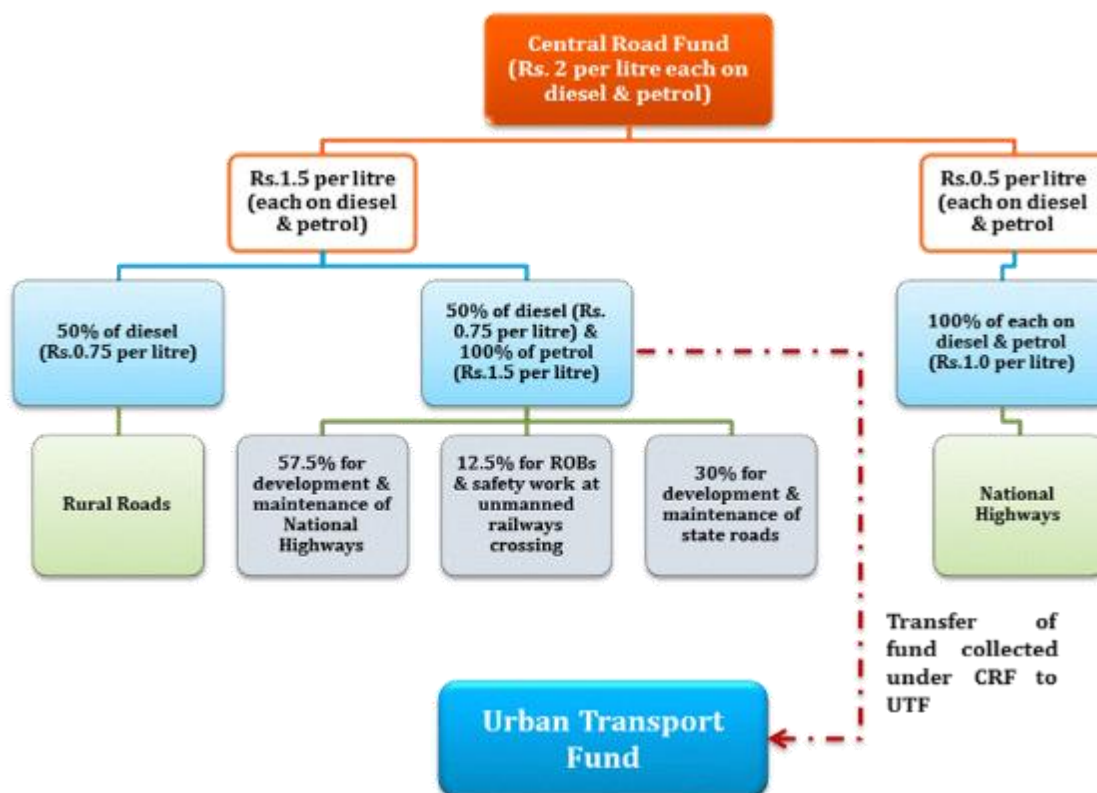 Central Road Fund
(Rs. 2 per litre each on
diesel & petrol)
Rs.1.5 per litre
(each on diesel
& petrol)
Rs.0.5 per litre
(each on diesel
& petrol
50% of diesel
(Rs.0.75 per litre)
50% of diesel (Rs.
0.75 per litre) &
100% of petrol
(Rs.1.5 per litre)
100% of each on
diesel & petrol
(Rs.1.0 per litre)
Rural Roads
57.5% for
development &
maintenance of
National
Highways
12.5% for ROBs
& safety work at
unmanned
railways
crossing
30% for
development &
maintenance of
state roads
National
Highways
Transfer of
fund collected
under CRF to
UTF
Urban Transport
Fund